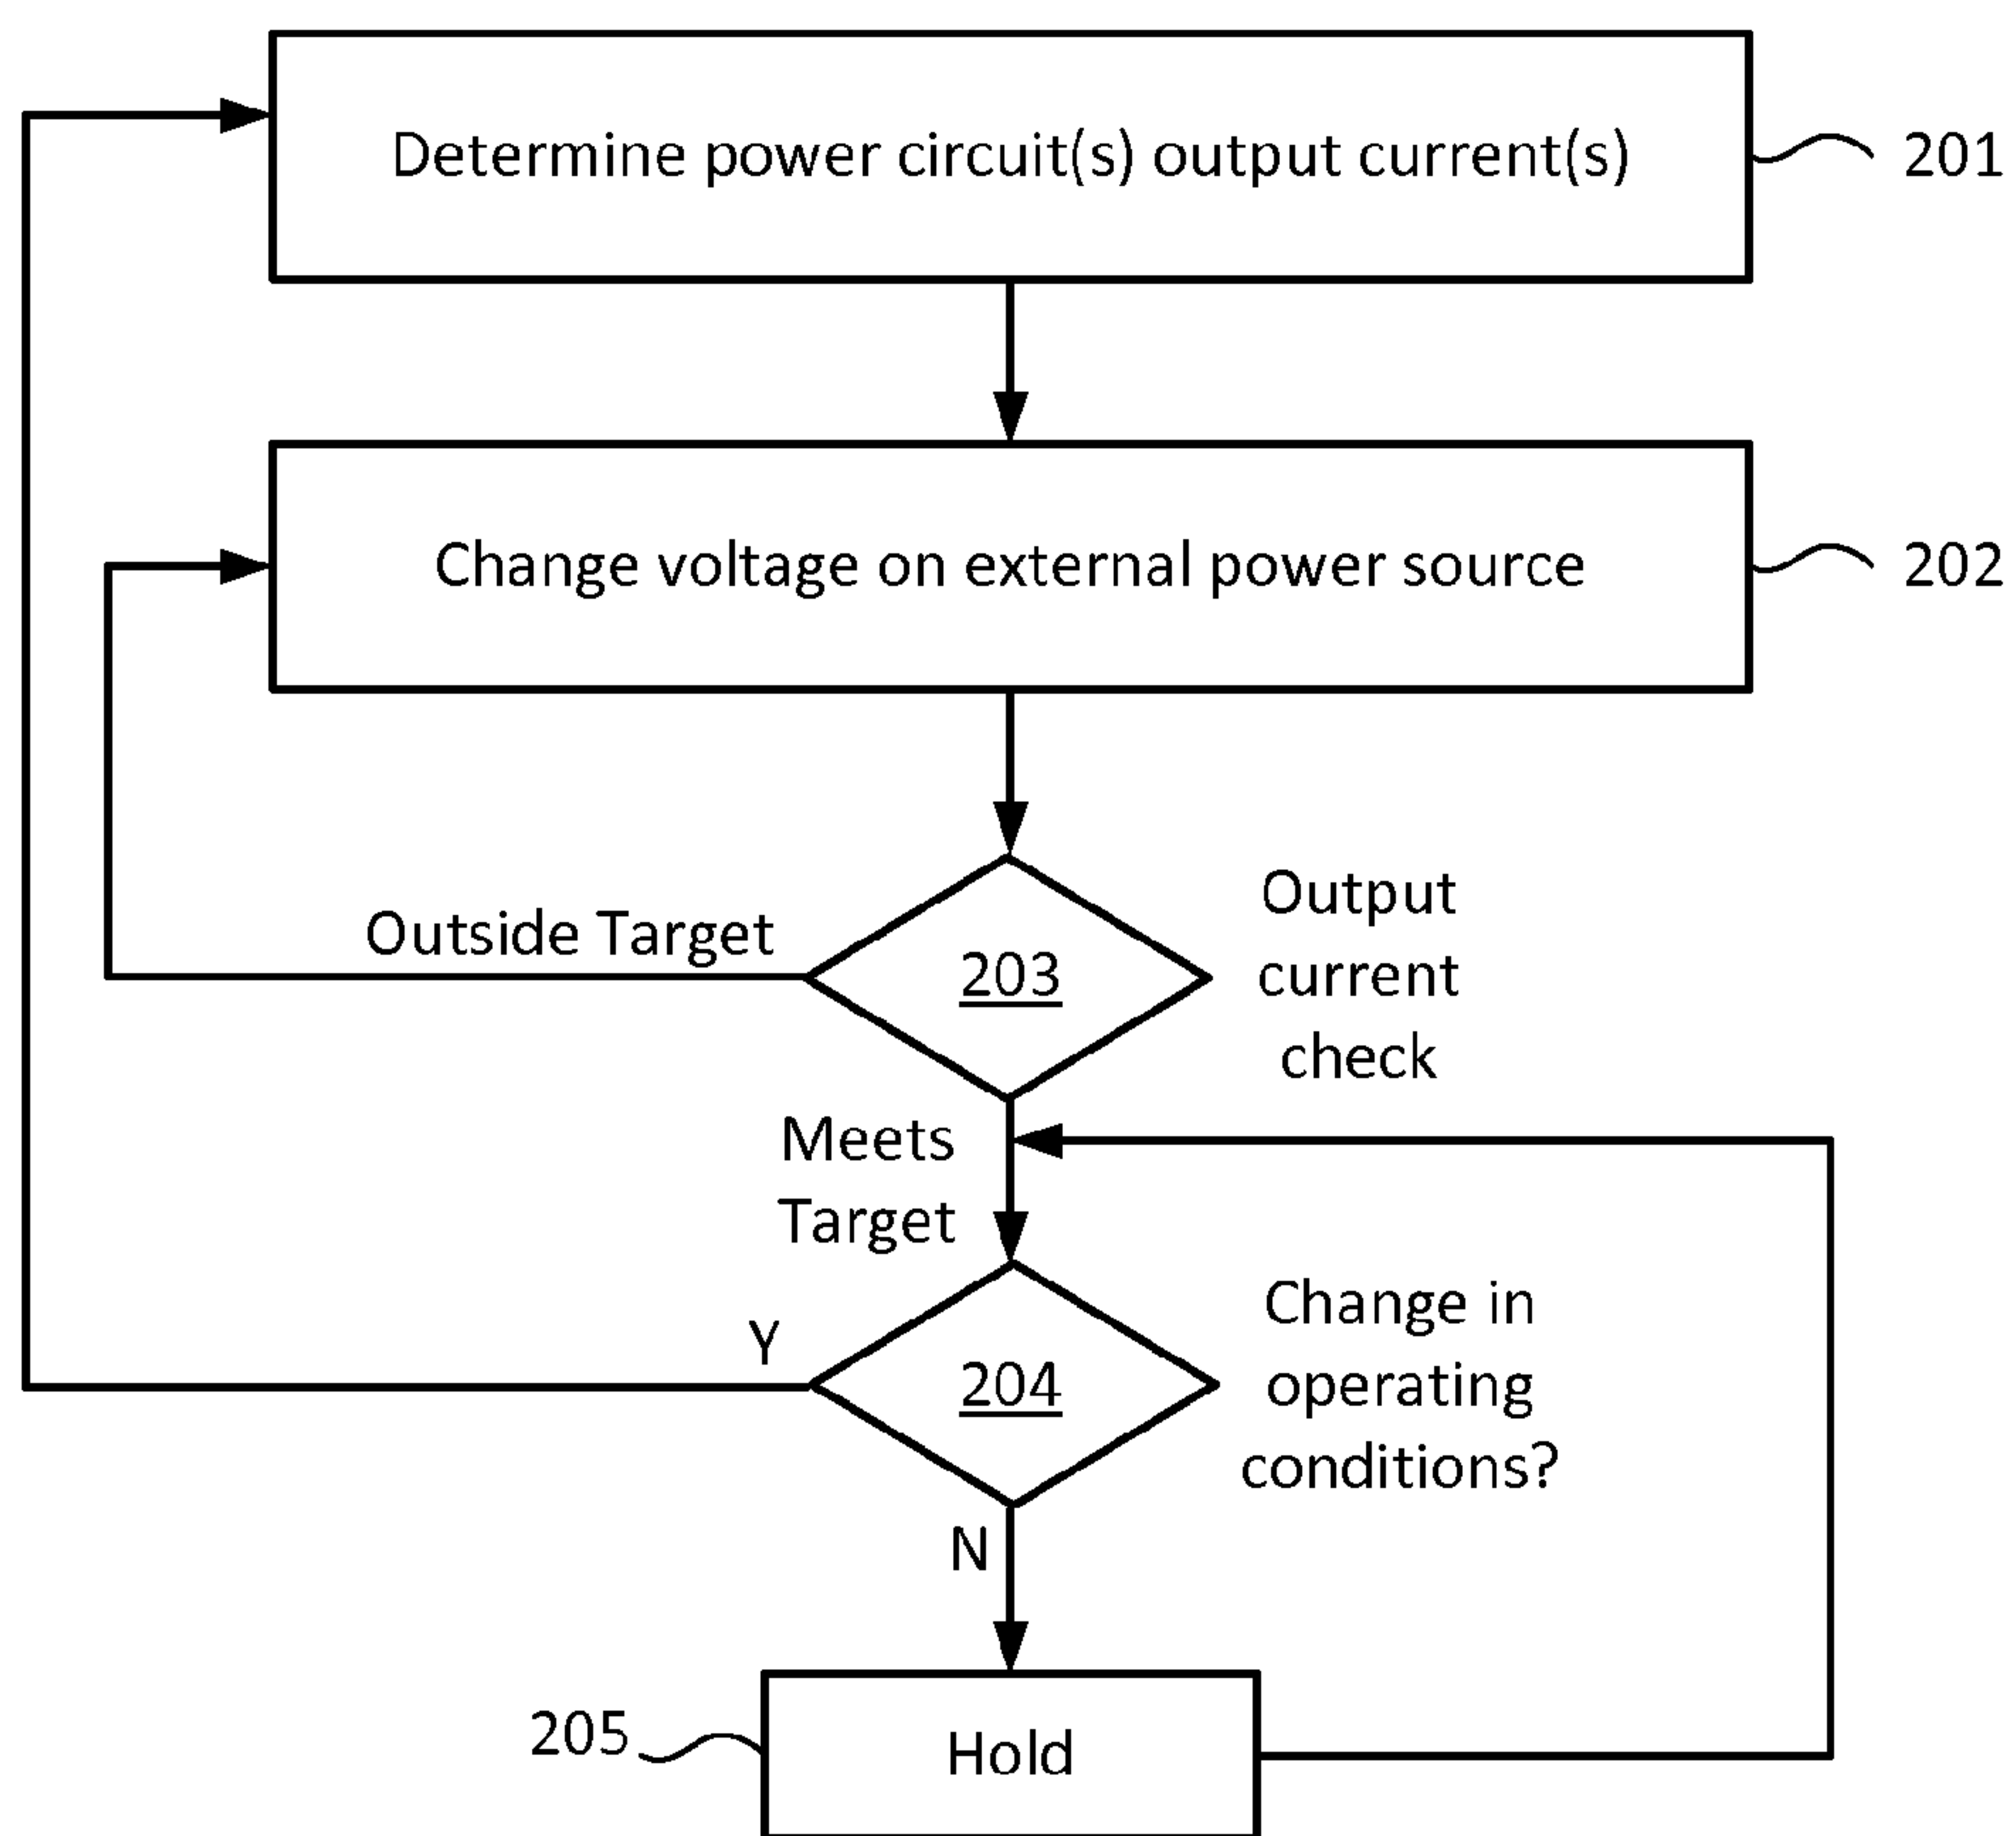 Determine power circuit(s) output current(s)
201
Change voltage on external power source
202
Outside Target
203
Output
current
check
Meets
Target
Y
204
Change in
operating
conditions?
N
205
Hold